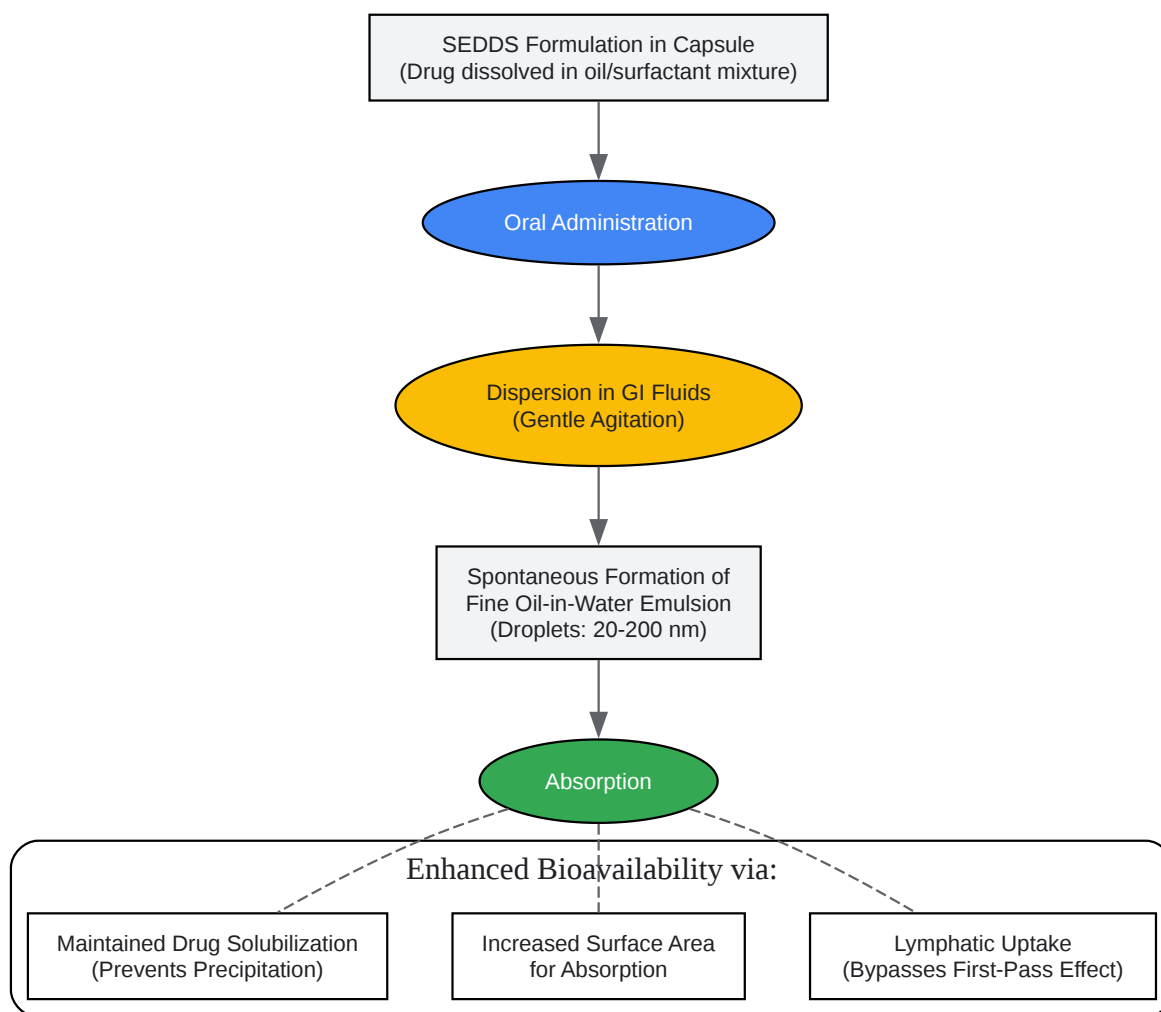 SEDDS Formulation in Capsule
(Drug dissolved in oil/surfactant mixture)
Oral Administration
Dispersion in GI Fluids
(Gentle Agitation)
Spontaneous Formation of
Fine Oil-in-Water Emulsion
(Droplets: 20-200 nm)
Absorption
Enhanced Bioavailability via:
Maintained Drug Solubilization
(Prevents Precipitation)
Increased Surface Area
for Absorption
Lymphatic Uptake
(Bypasses First-Pass Effect)